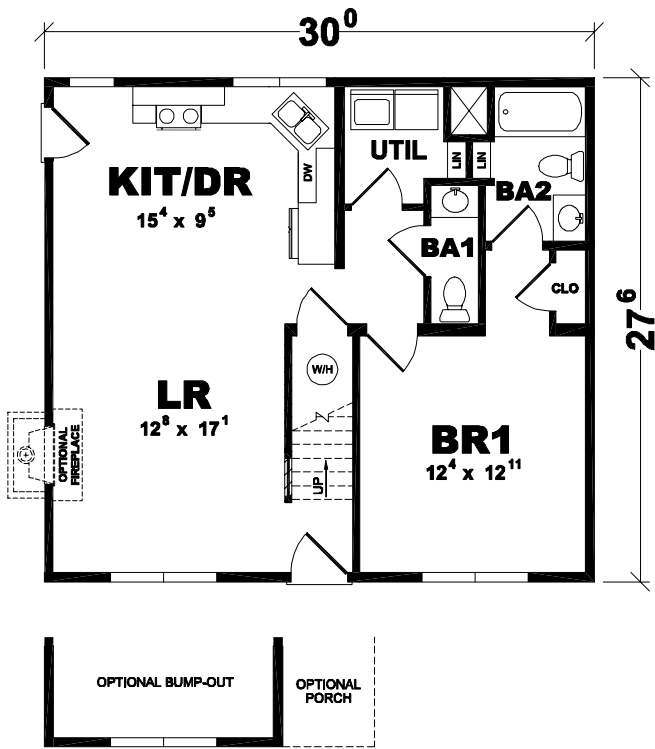 30⁰
KIT/DR
15⁴ x 9⁵
DW
UTIL
LIN
LIN
BA2
BA1
CLO
27⁶
W/H
LR
12⁸ x 17¹
OPTIONAL
FIREPLACE
UP
BR1
12⁴ x 12¹¹
OPTIONAL BUMP-OUT
OPTIONAL
PORCH